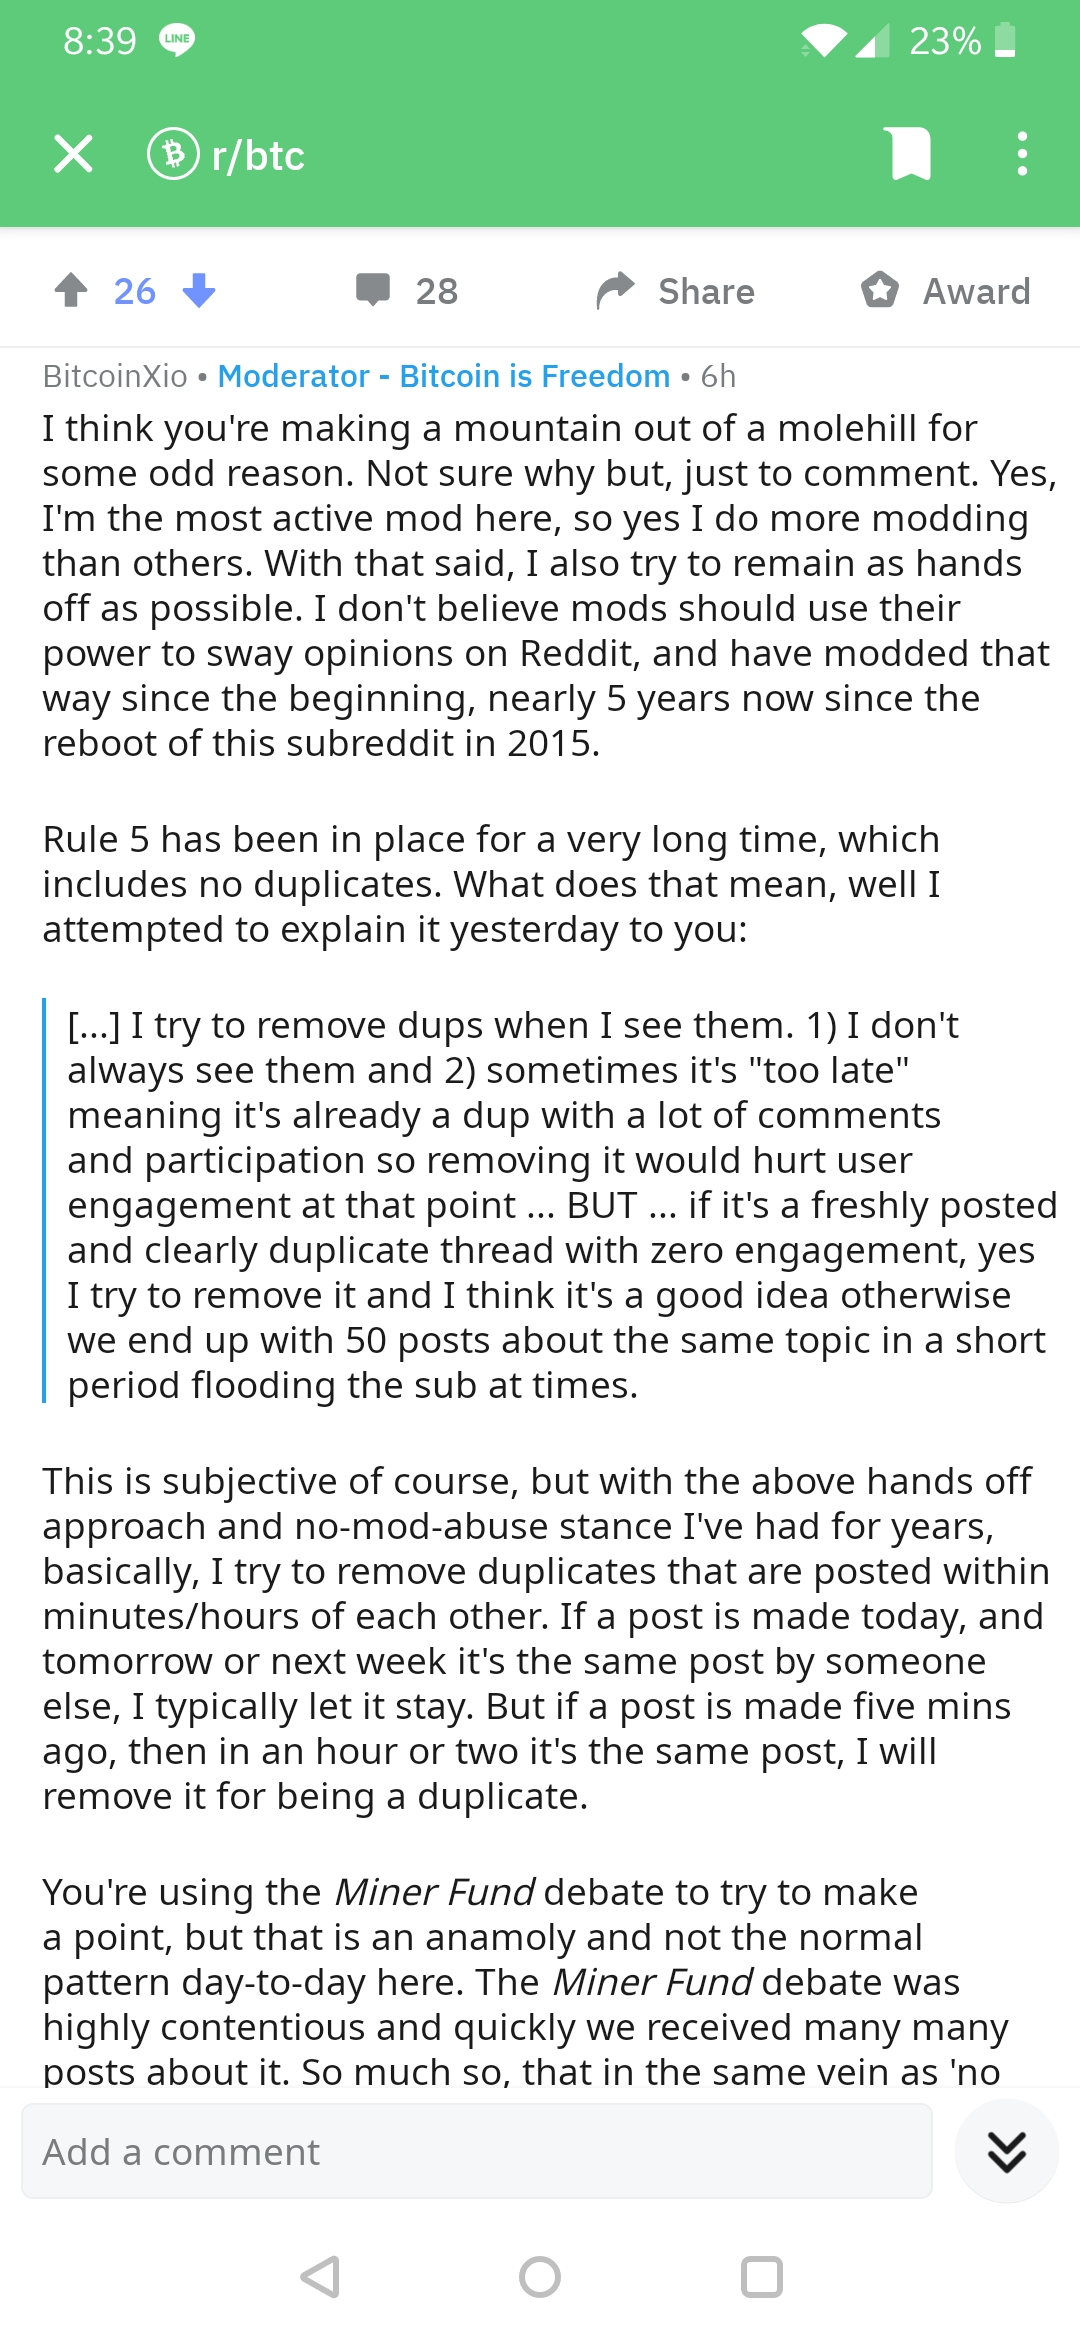 8:39 LINE 23%
r/btc
26 28 Share Award
BitcoinXio • Moderator - Bitcoin is Freedom • 6h
I think you're making a mountain out of a molehill for
some odd reason. Not sure why but, just to comment. Yes,
I'm the most active mod here, so yes I do more modding
than others. With that said, I also try to remain as hands
off as possible. I don't believe mods should use their
power to sway opinions on Reddit, and have modded that
way since the beginning, nearly 5 years now since the
reboot of this subreddit in 2015.
Rule 5 has been in place for a very long time, which
includes no duplicates. What does that mean, well I
attempted to explain it yesterday to you:
[...] I try to remove dups when I see them. 1) I don't
always see them and 2) sometimes it's "too late"
meaning it's already a dup with a lot of comments
and participation so removing it would hurt user
engagement at that point ... BUT ... if it's a freshly posted
and clearly duplicate thread with zero engagement, yes
I try to remove it and I think it's a good idea otherwise
we end up with 50 posts about the same topic in a short
period flooding the sub at times.
This is subjective of course, but with the above hands off
approach and no-mod-abuse stance I've had for years,
basically, I try to remove duplicates that are posted within
minutes/hours of each other. If a post is made today, and
tomorrow or next week it's the same post by someone
else, I typically let it stay. But if a post is made five mins
ago, then in an hour or two it's the same post, I will
remove it for being a duplicate.
You're using the Miner Fund debate to try to make
a point, but that is an anamoly and not the normal
pattern day-to-day here. The Miner Fund debate was
highly contentious and quickly we received many many
posts about it. So much so, that in the same vein as 'no
Add a comment